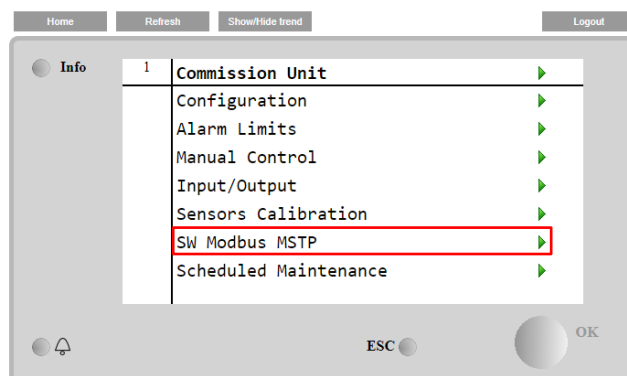 Home Refresh Show/Hide trend Logout
Info 1 Commission Unit
Configuration
Alarm Limits
Manual Control
Input/Output
Sensors Calibration
SW Modbus MSTP
Scheduled Maintenance
ESC OK